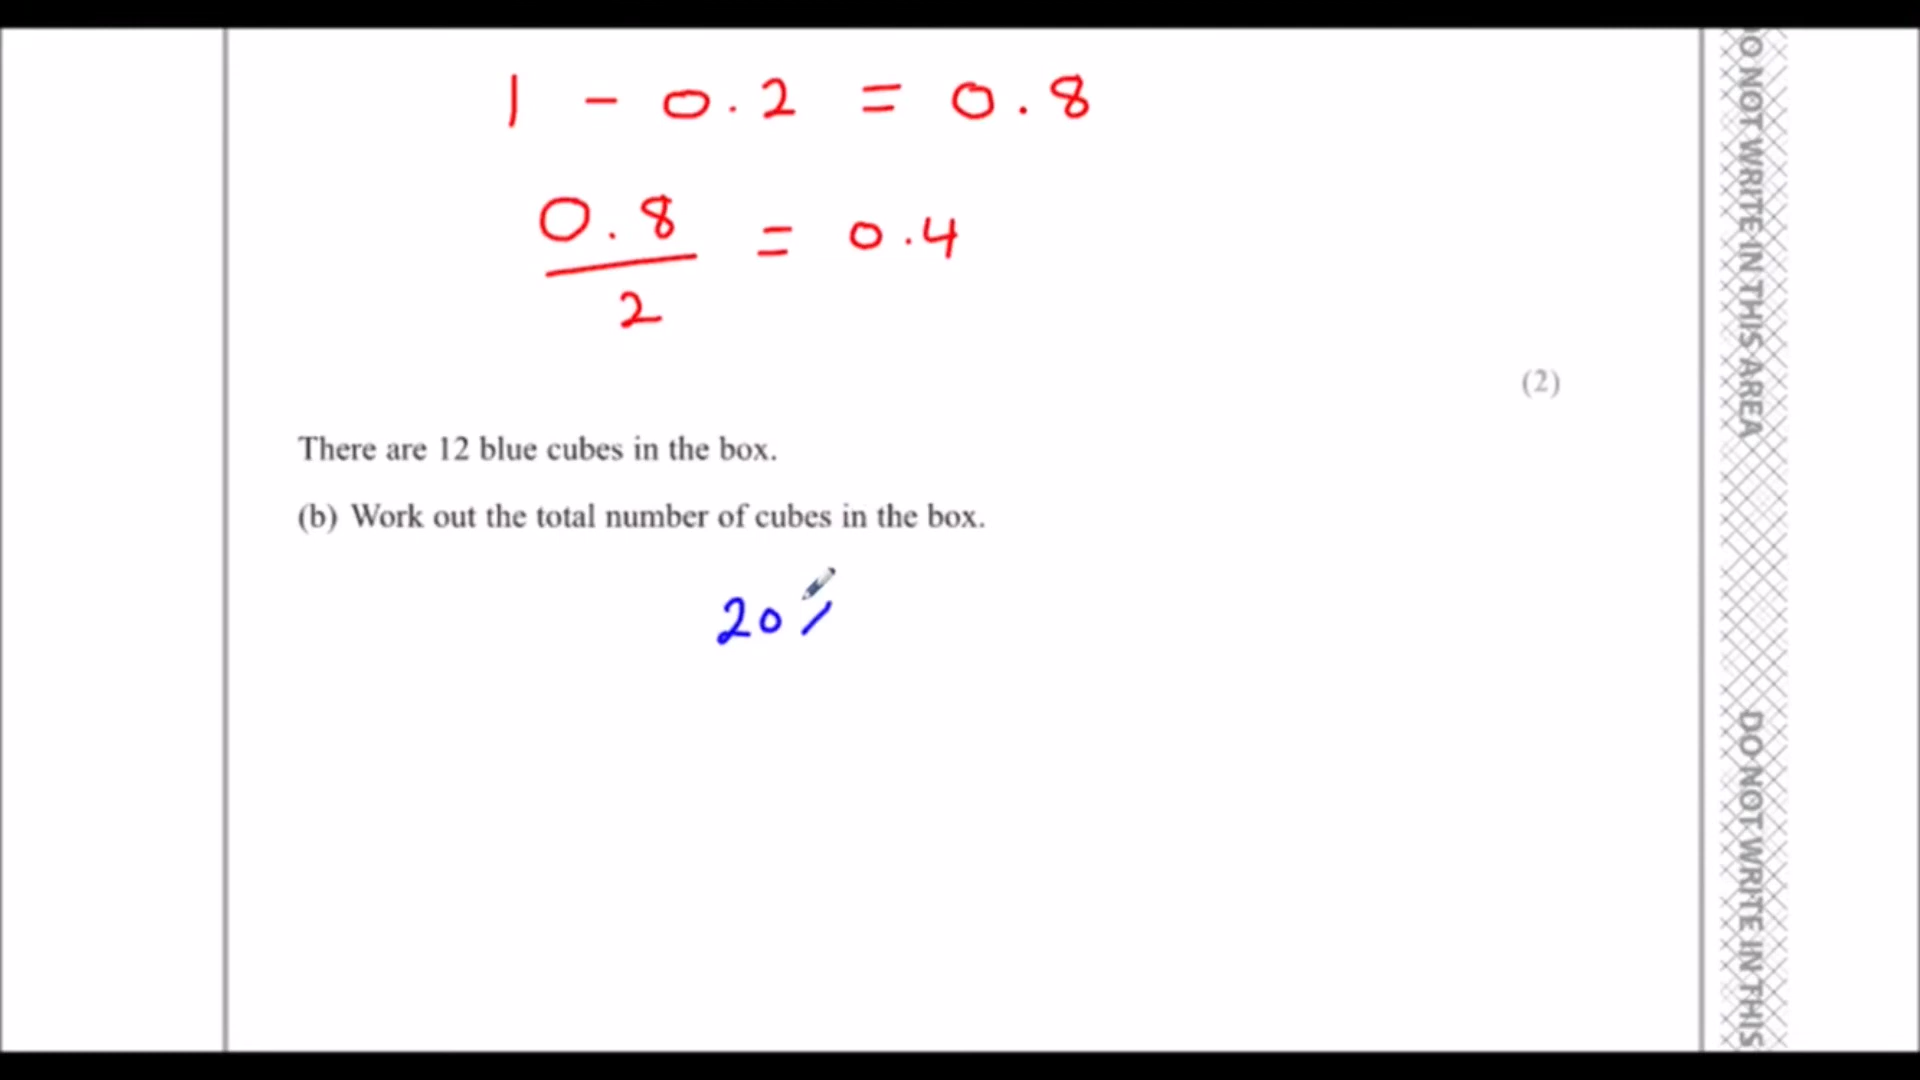 1 - 0.2 = 0.8
0.8
= 0.4
2
(2)
There are 12 blue cubes in the box.
(b) Work out the total number of cubes in the box.
20
DO NOT WRITE IN THIS AREA
DO NOT WRITE IN THIS